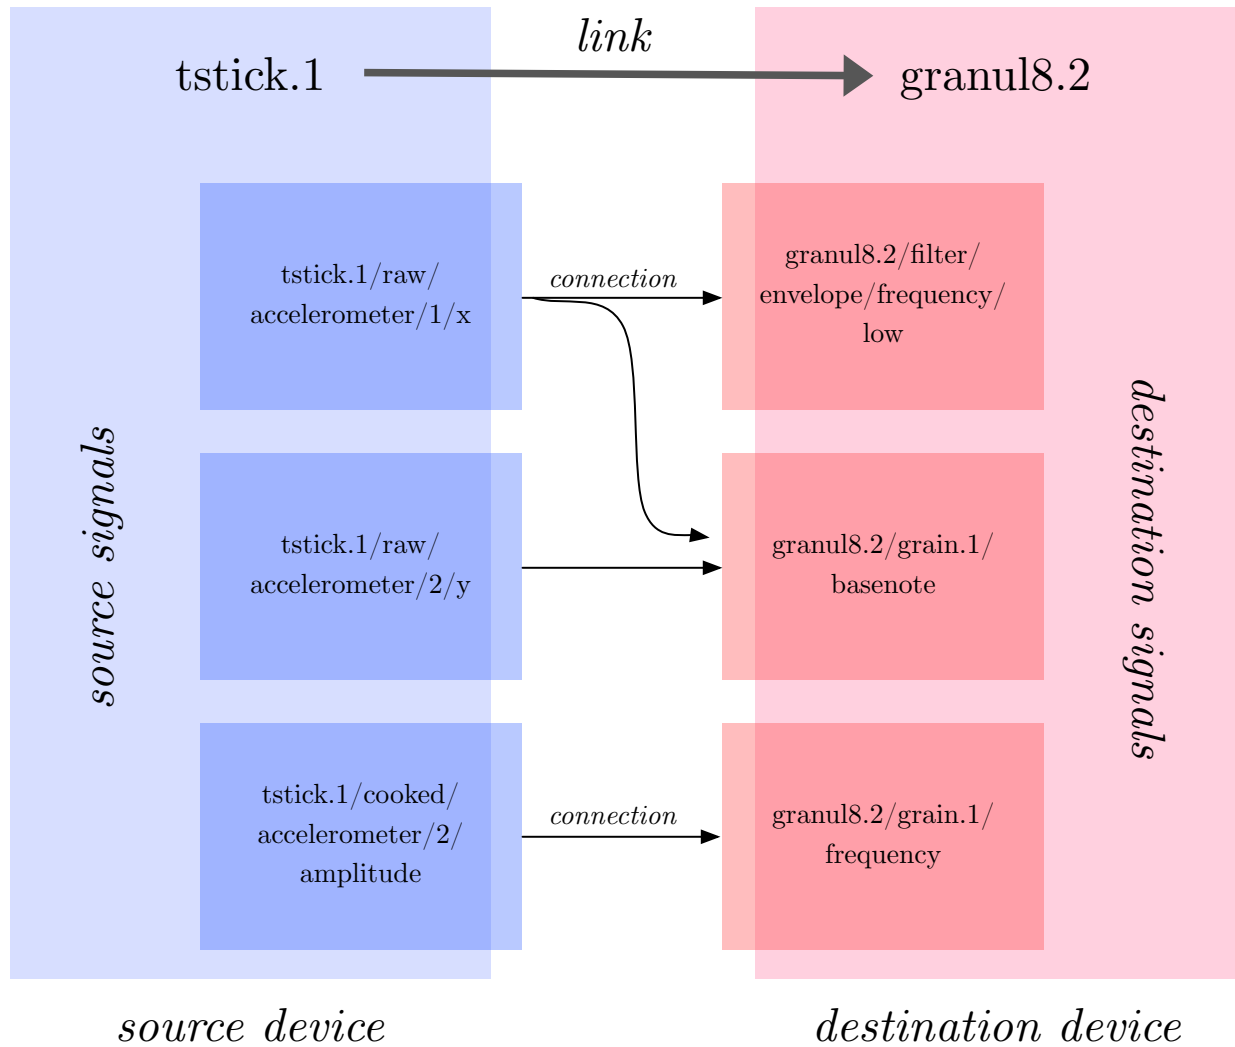 link
tstick.1
granul8.2
source signals
tstick.1/raw/
accelerometer/1/x
connection
granul8.2/filter/
envelope/frequency/
low
destination signals
tstick.1/raw/
accelerometer/2/y
granul8.2/grain.1/
basenote
tstick.1/cooked/
accelerometer/2/
amplitude
connection
granul8.2/grain.1/
frequency
source device
destination device